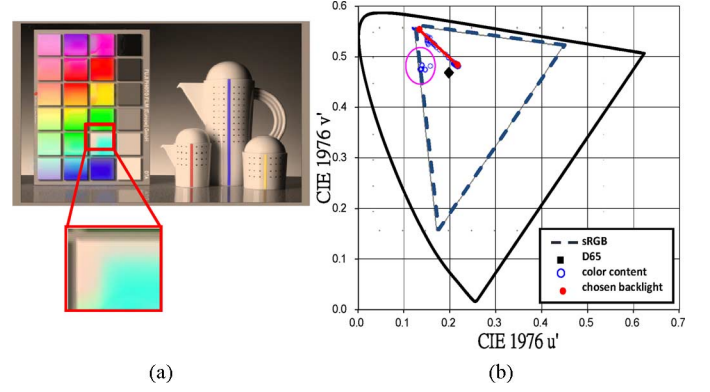 0.6
0.5
0.4
0.3
0.2
0.1
0.0
CIE 1976 v'
sRGB
D65
color content
chosen backlight
0.0 0.1 0.2 0.3 0.4 0.5 0.6 0.7
CIE 1976 u'
(a) (b)